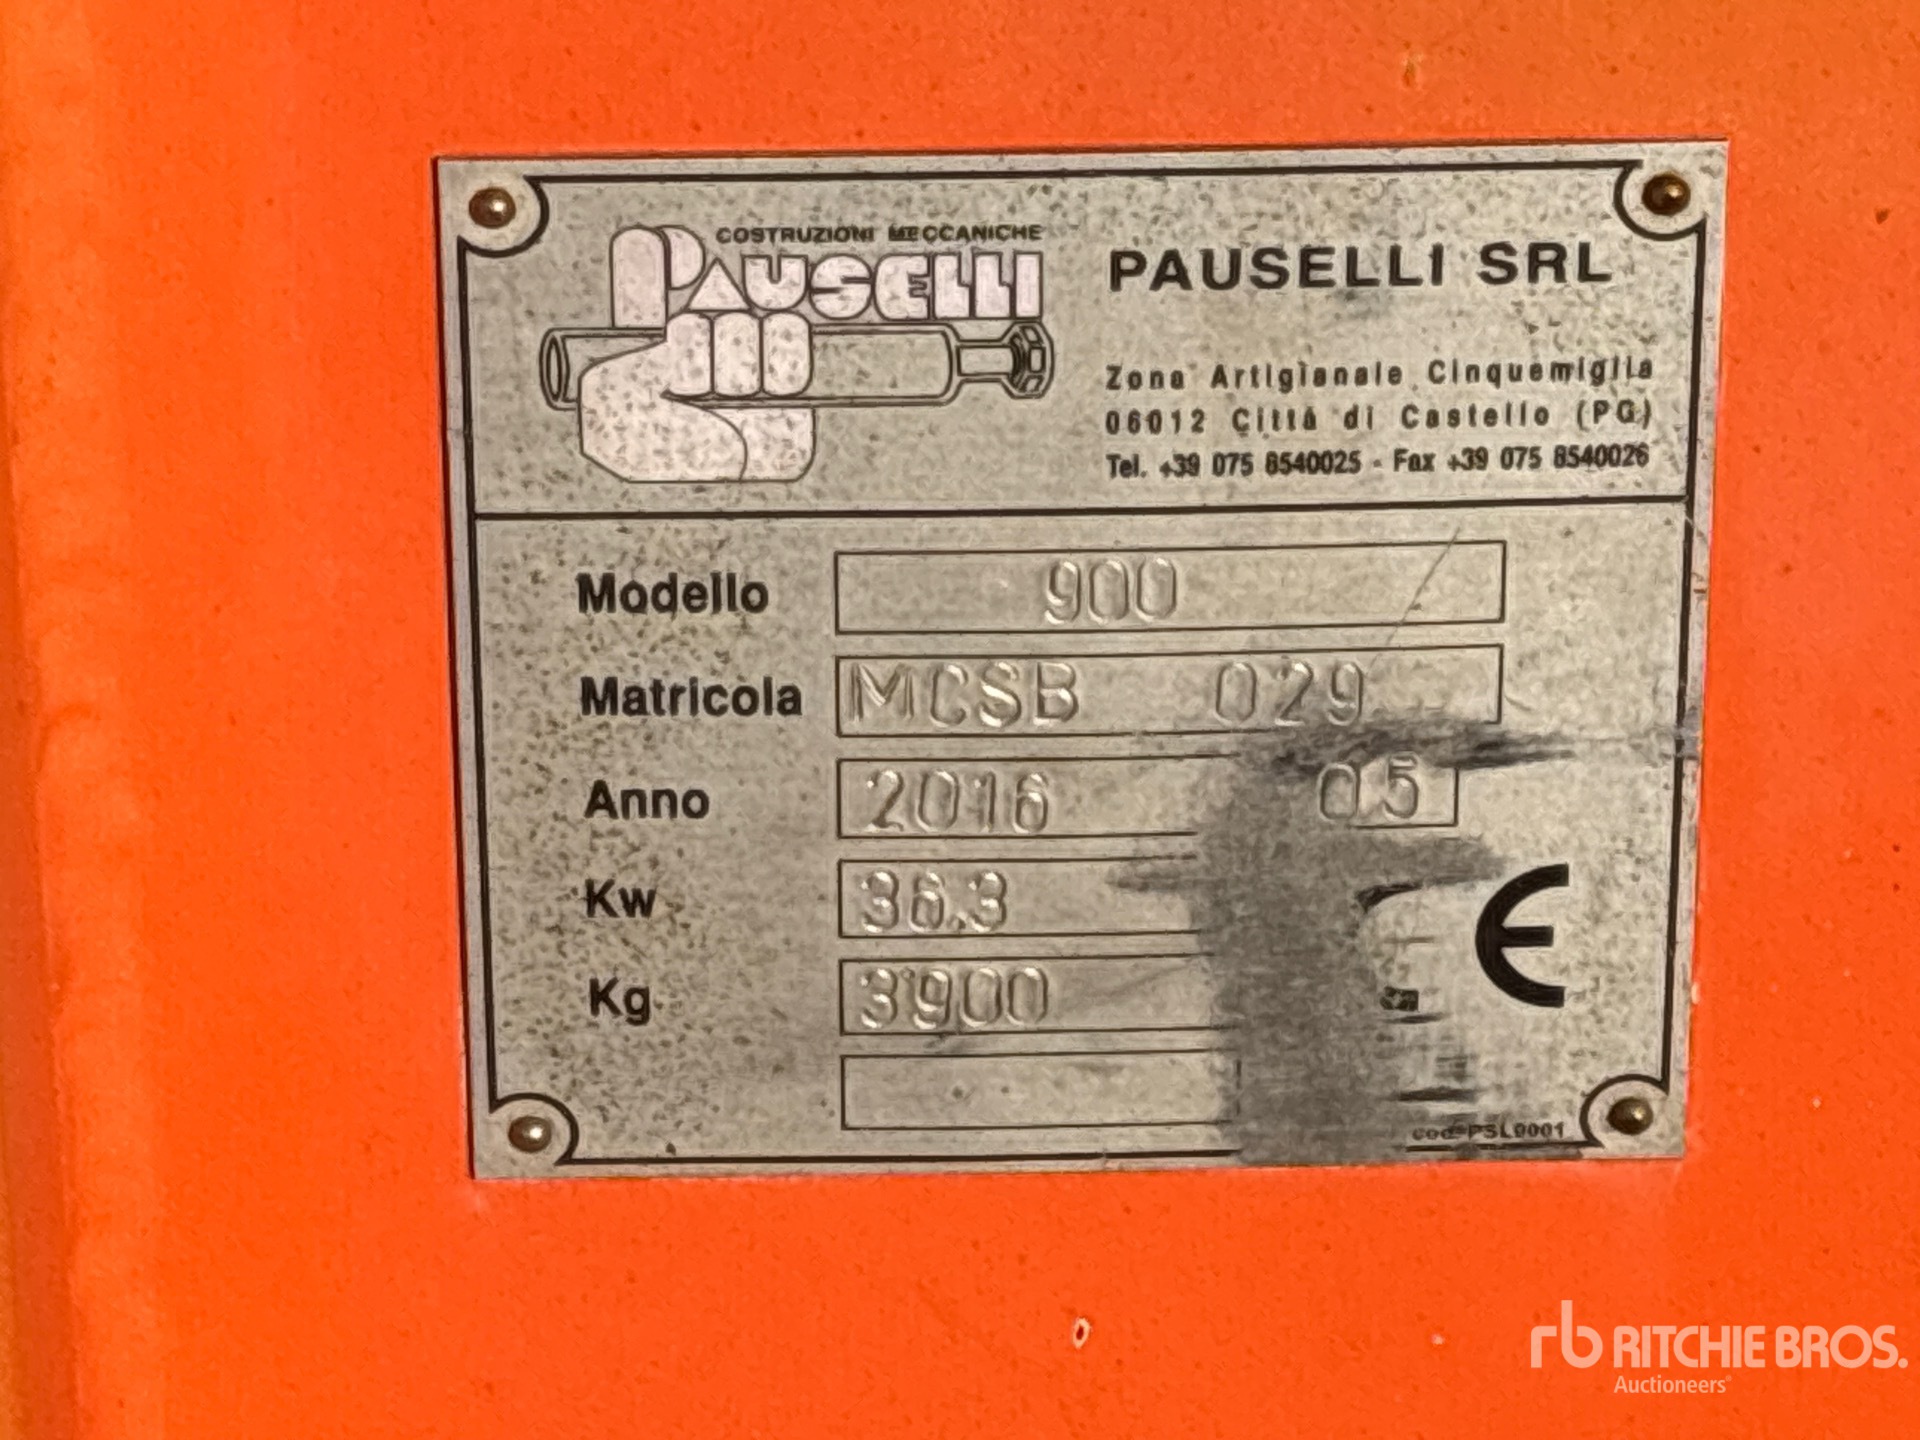 COSTRUZIONI MECCANICHE
PAUSELLI
PAUSELLI SRL
Zona Artigianale Cinquemiglia
06012 Città di Castello (PG)
Tel. +39 075 8540025 - Fax +39 075 8540026
Modello 900
Matricola MCSB 029
Anno 2016 05
Kw 36.3
Kg 3900
CE
cod. PSL0001
rb RITCHIE BROS.
Auctioneers